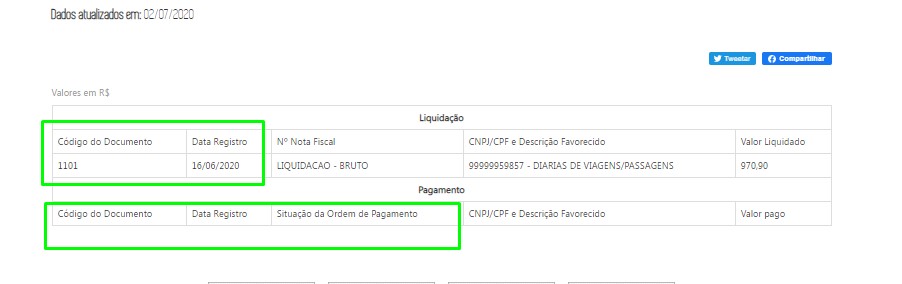 Dados atualizados em: 02/07/2020
Tweetar Compartilhar
Valores em R$
Liquidação
Código do Documento Data Registro Nº Nota Fiscal CNPJ/CPF e Descrição Favorecido Valor Liquidado
1101 16/06/2020 LIQUIDACAO - BRUTO 99999959857 - DIARIAS DE VIAGENS/PASSAGENS 970,90
Pagamento
Código do Documento Data Registro Situação da Ordem de Pagamento CNPJ/CPF e Descrição Favorecido Valor pago